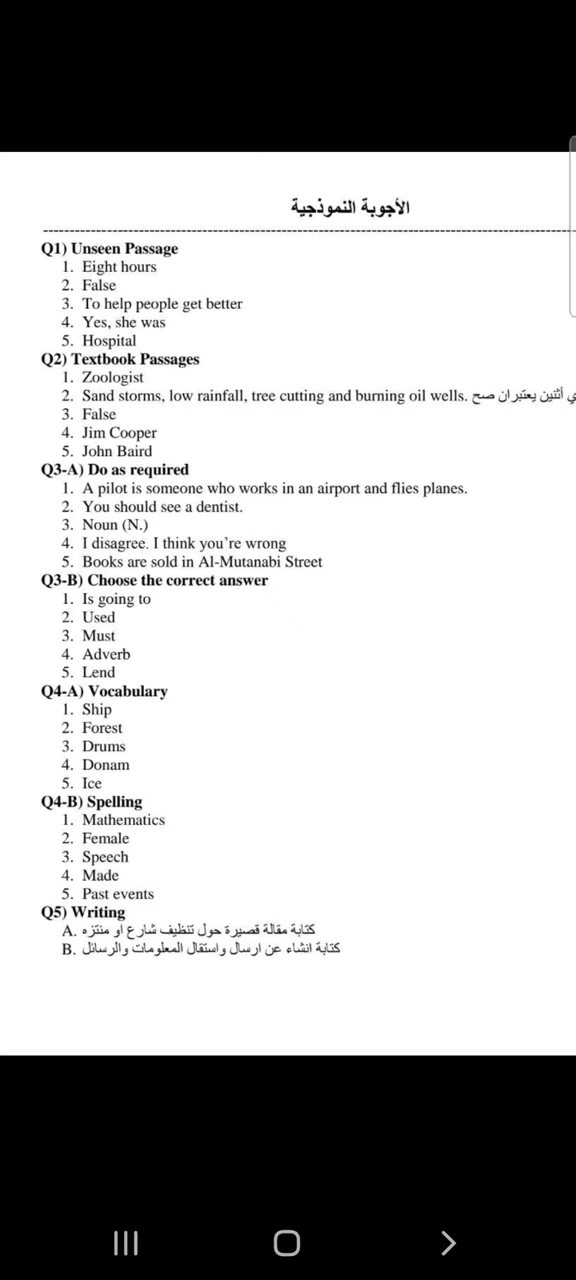 الأجوبة النموذجية
Q1) Unseen Passage
1. Eight hours
2. False
3. To help people get better
4. Yes, she was
5. Hospital
Q2) Textbook Passages
1. Zoologist
2. Sand storms, low rainfall, tree cutting and burning oil wells. ي أثنين يعتبران صح
3. False
4. Jim Cooper
5. John Baird
Q3-A) Do as required
1. A pilot is someone who works in an airport and flies planes.
2. You should see a dentist.
3. Noun (N.)
4. I disagree. I think you’re wrong
5. Books are sold in Al-Mutanabi Street
Q3-B) Choose the correct answer
1. Is going to
2. Used
3. Must
4. Adverb
5. Lend
Q4-A) Vocabulary
1. Ship
2. Forest
3. Drums
4. Donam
5. Ice
Q4-B) Spelling
1. Mathematics
2. Female
3. Speech
4. Made
5. Past events
Q5) Writing
A. كتابة مقالة قصيرة حول تنظيف شارع او منتزه
B. كتابة انشاء عن ارسال واستقال المعلومات والرسائل